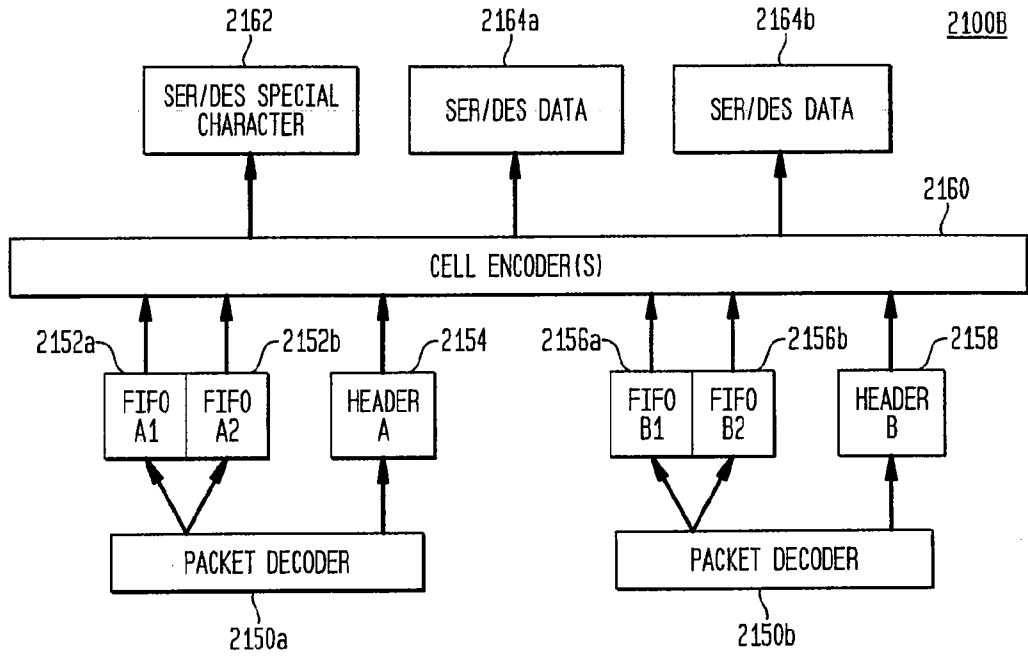 2162
2164a
2164b
2100B
SER/DES SPECIAL
CHARACTER
SER/DES DATA
SER/DES DATA
2160
CELL ENCODER(S)
2152a
2152b
2154
2156a
2156b
2158
FIFO
A1
FIFO
A2
HEADER
A
FIFO
B1
FIFO
B2
HEADER
B
PACKET DECODER
PACKET DECODER
2150a
2150b